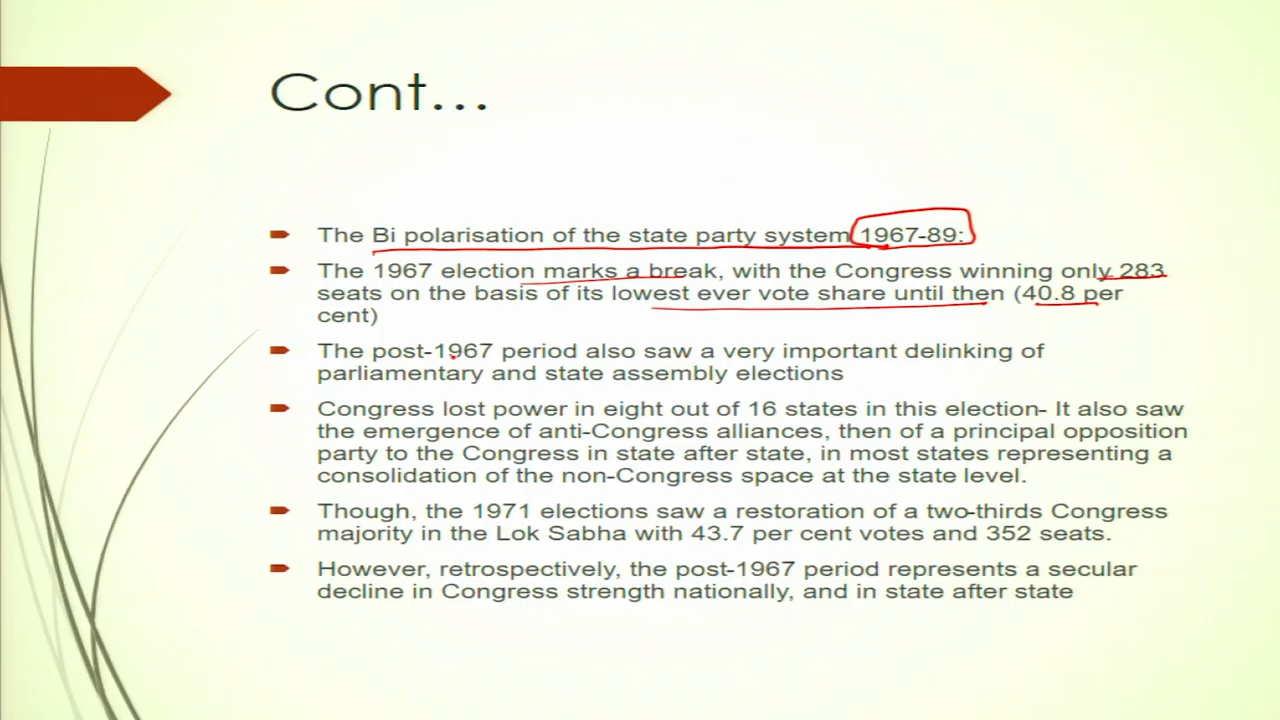 Cont...
The Bi polarisation of the state party system 1967-89:
The 1967 election marks a break, with the Congress winning only 283
seats on the basis of its lowest ever vote share until then (40.8 per
cent)
The post-1967 period also saw a very important delinking of
parliamentary and state assembly elections
Congress lost power in eight out of 16 states in this election- It also saw
the emergence of anti-Congress alliances, then of a principal opposition
party to the Congress in state after state, in most states representing a
consolidation of the non-Congress space at the state level.
Though, the 1971 elections saw a restoration of a two-thirds Congress
majority in the Lok Sabha with 43.7 per cent votes and 352 seats.
However, retrospectively, the post-1967 period represents a secular
decline in Congress strength nationally, and in state after state